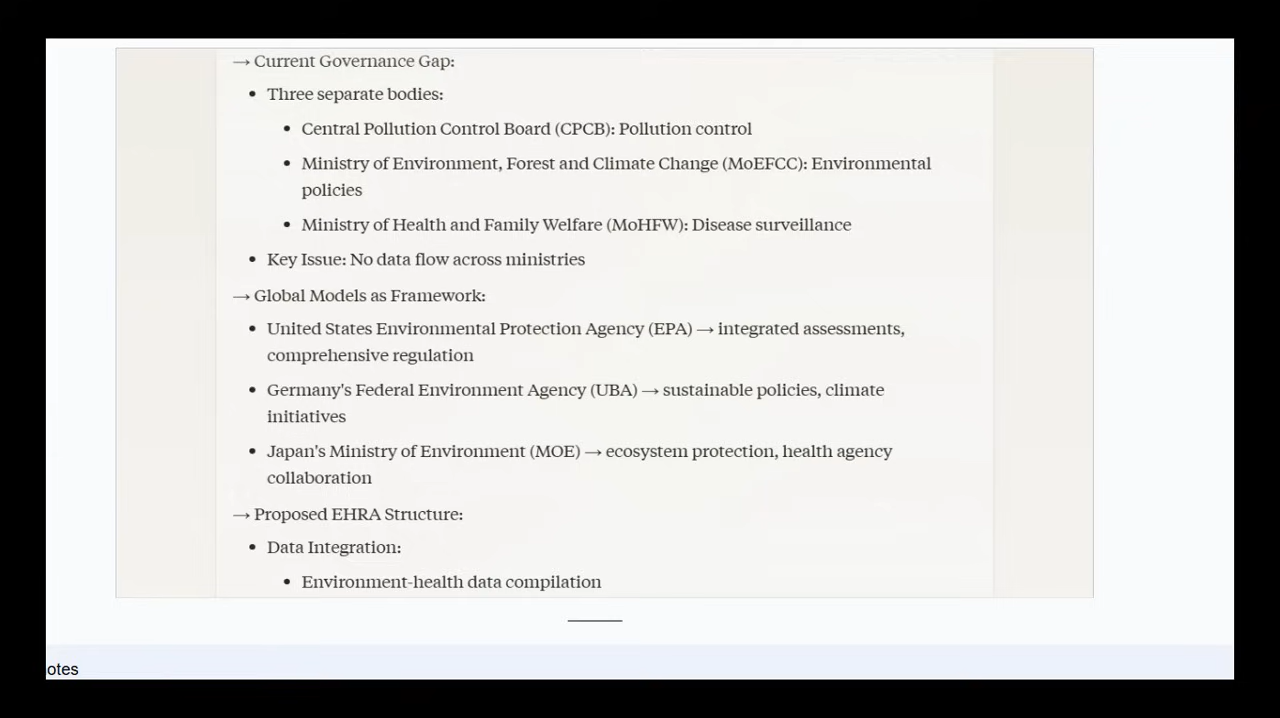 → Current Governance Gap:
• Three separate bodies:
• Central Pollution Control Board (CPCB): Pollution control
• Ministry of Environment, Forest and Climate Change (MoEFCC): Environmental
policies
• Ministry of Health and Family Welfare (MoHFW): Disease surveillance
• Key Issue: No data flow across ministries
→ Global Models as Framework:
• United States Environmental Protection Agency (EPA) → integrated assessments,
comprehensive regulation
• Germany's Federal Environment Agency (UBA) → sustainable policies, climate
initiatives
• Japan's Ministry of Environment (MOE) → ecosystem protection, health agency
collaboration
→ Proposed EHRA Structure:
• Data Integration:
• Environment-health data compilation
otes